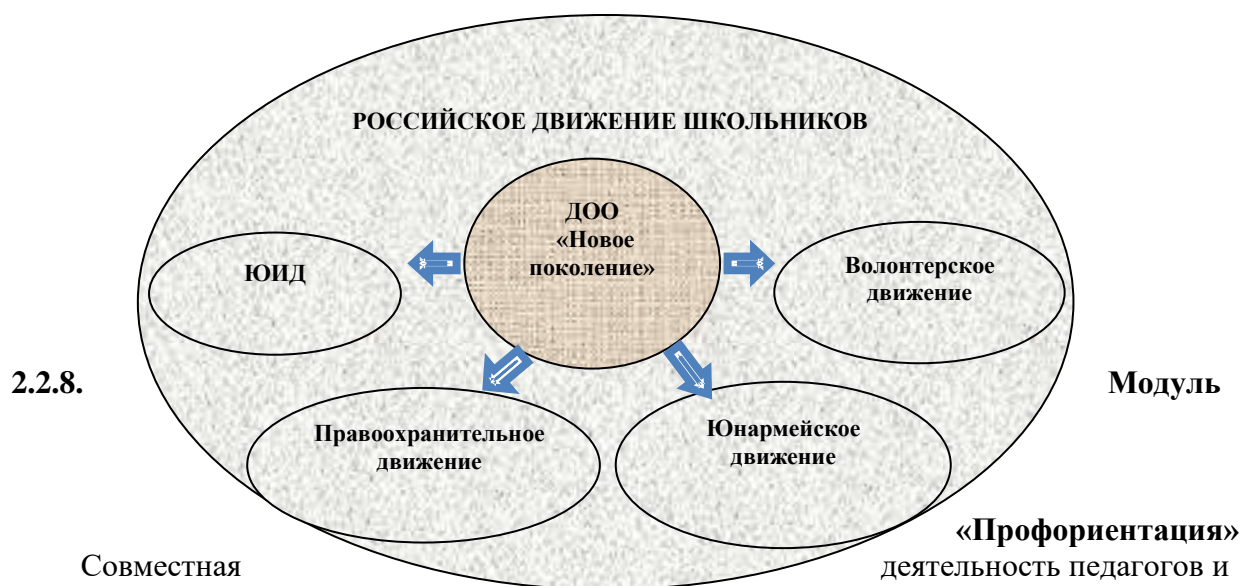 РОССИЙСКОЕ ДВИЖЕНИЕ ШКОЛЬНИКОВ
ДОО
«Новое
поколение»
ЮИД
Волонтерское
движение
2.2.8. Модуль
Правоохранительное
движение
Юнармейское
движение
«Профориентация»
Совместная деятельность педагогов и